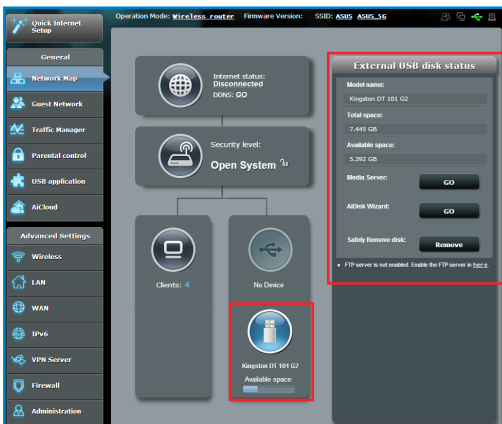 Quick Internet
Setup
Operation Mode: Wireless router Firmware Version: SSID: ASUS ASUS_5G
General
Network Map
Guest Network
Traffic Manager
Parental control
USB application
AiCloud
Advanced Settings
Wireless
LAN
WAN
IPv6
VPN Server
Firewall
Administration
Internet status:
Disconnected
DDNS: GO
Security level:
Open System
Clients: 4
No Device
Kingston DT 101 G2
Available space:
External USB disk status
Model name:
Kingston DT 101 G2
Total space:
7.445 GB
Available space:
5.392 GB
Media Server:
GO
AiDisk Wizard:
GO
Safely Remove disk:
Remove
• FTP server is not enabled. Enable the FTP server in here.